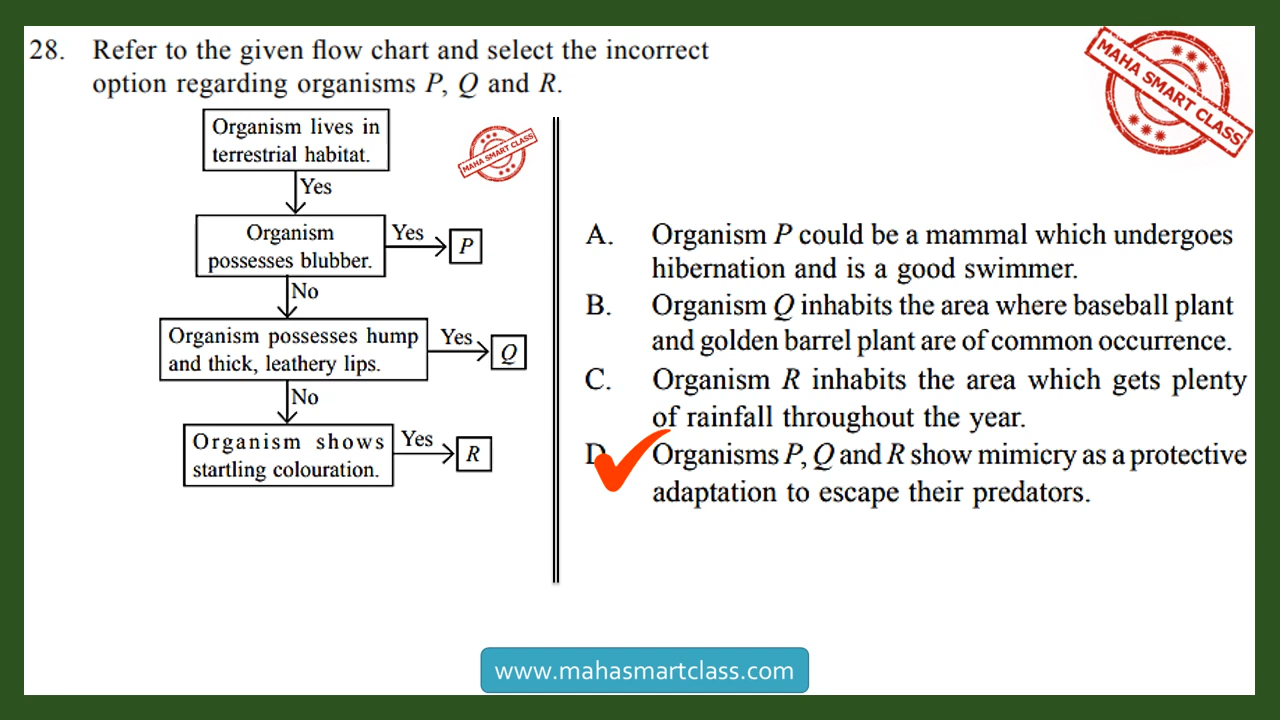 28. Refer to the given flow chart and select the incorrect
option regarding organisms P, Q and R.
Organism lives in
terrestrial habitat.
Yes
Organism
possesses blubber.
Yes
P
No
Organism possesses hump
and thick, leathery lips.
Yes
Q
No
Organism shows
startling colouration.
Yes
R
MAHA SMART CLASS
MAHA SMART CLASS
A. Organism P could be a mammal which undergoes
hibernation and is a good swimmer.
B. Organism Q inhabits the area where baseball plant
and golden barrel plant are of common occurrence.
C. Organism R inhabits the area which gets plenty
of rainfall throughout the year.
D. Organisms P, Q and R show mimicry as a protective
adaptation to escape their predators.
www.mahasmartclass.com